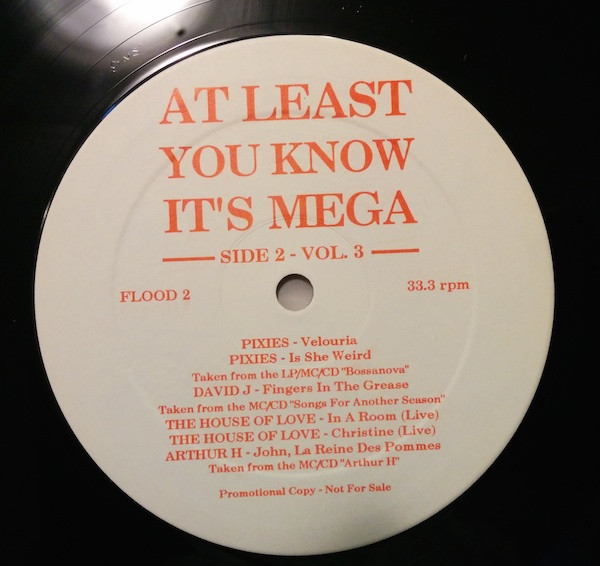 AT LEAST
YOU KNOW
IT'S MEGA
SIDE 2 - VOL. 3
FLOOD 2
33.3 rpm
PIXIES - Velouria
PIXIES - Is She Weird
Taken from the LP/MC/CD "Bossanova"
DAVID J - Fingers In The Grease
Taken from the MC/CD "Songs For Another Season"
THE HOUSE OF LOVE - In A Room (Live)
THE HOUSE OF LOVE - Christine (Live)
ARTHUR H - John, La Reine Des Pommes
Taken from the MC/CD "Arthur H"
Promotional Copy - Not For Sale